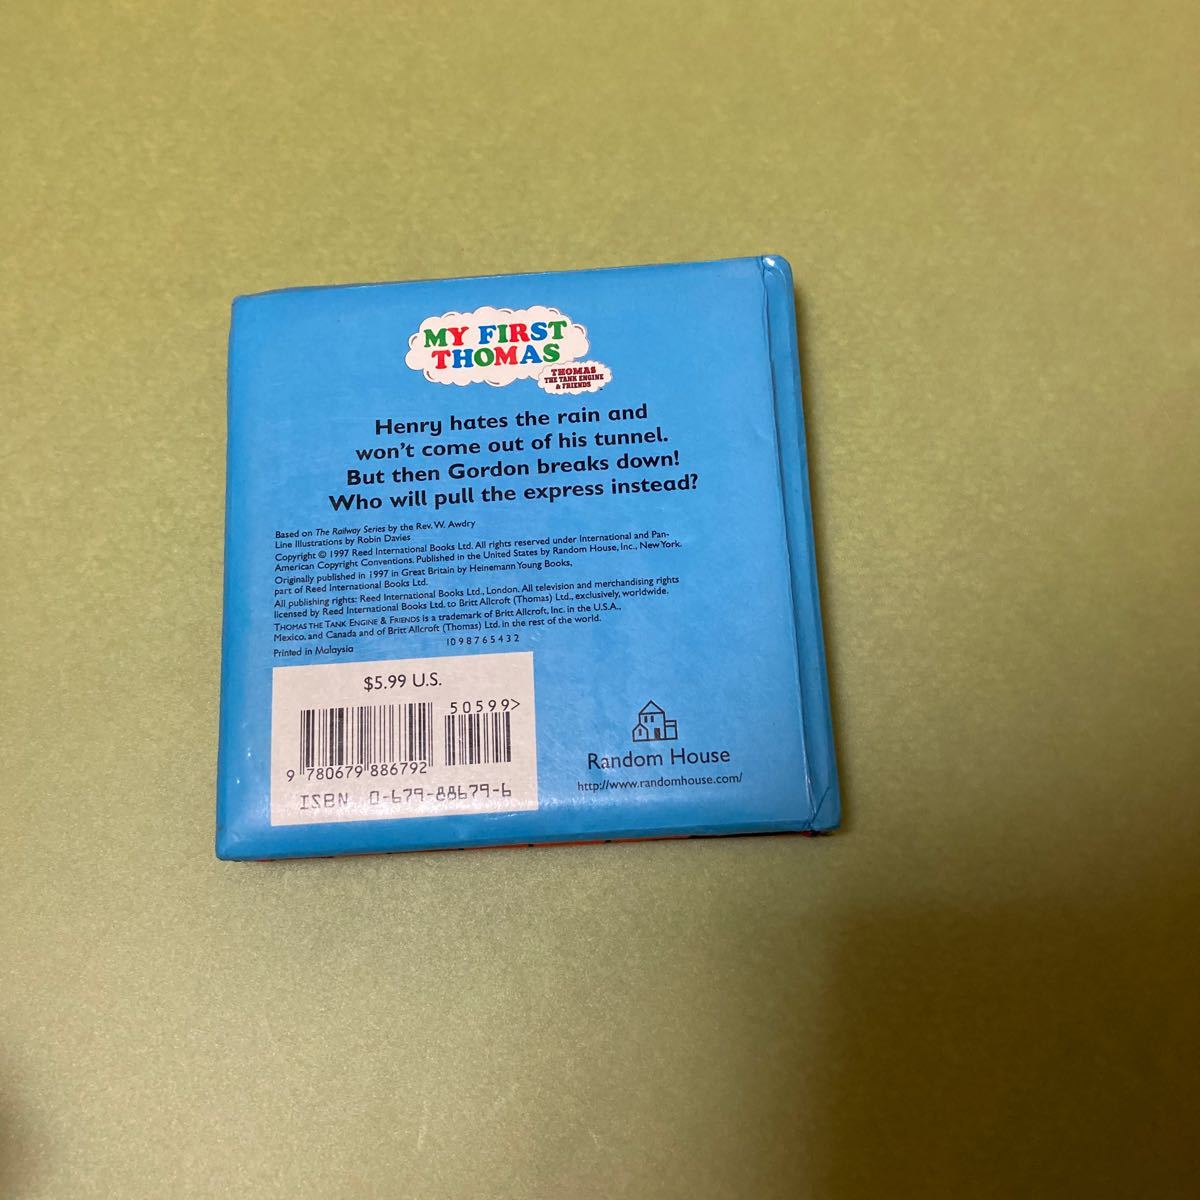 MY FIRST
THOMAS
THOMAS
THE TANK ENGINE
& FRIENDS
Henry hates the rain and
won't come out of his tunnel.
But then Gordon breaks down!
Who will pull the express instead?
Based on The Railway Series by the Rev. W. Awdry
Line Illustrations by Robin Davies
Copyright © 1997 Reed International Books Ltd. All rights reserved under International and Pan-
American Copyright Conventions. Published in the United States by Random House, Inc., New York.
Originally published in 1997 in Great Britain by Heinemann Young Books,
part of Reed International Books Ltd.
All publishing rights: Reed International Books Ltd., London. All television and merchandising rights
licensed by Reed International Books Ltd. to Britt Allcroft (Thomas) Ltd., exclusively, worldwide.
THOMAS THE TANK ENGINE & FRIENDS is a trademark of Britt Allcroft, Inc. in the U.S.A.,
Mexico, and Canada and of Britt Allcroft (Thomas) Ltd. in the rest of the world.
Printed in Malaysia 10 9 8 7 6 5 4 3 2
$5.99 U.S.
50599>
9 780679 886792
ISBN 0-679-88679-6
Random House
http://www.randomhouse.com/